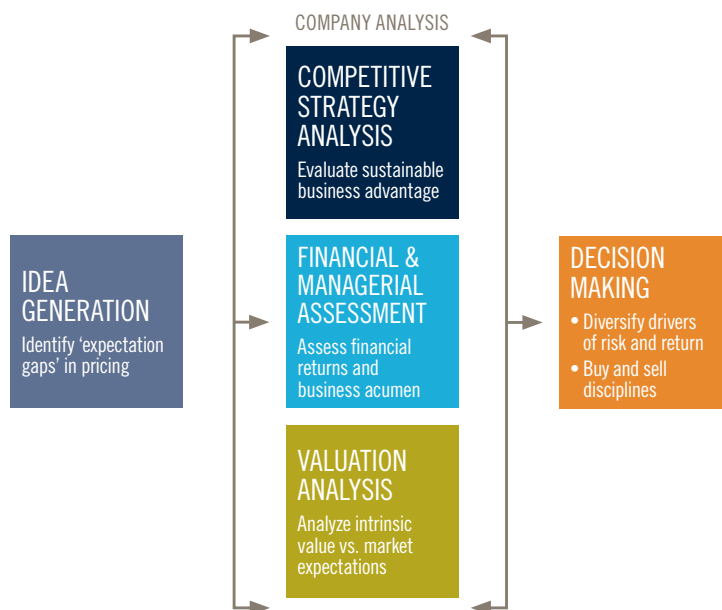 COMPANY ANALYSIS
COMPETITIVE
STRATEGY
ANALYSIS
Evaluate sustainable
business advantage
IDEA
GENERATION
Identify ‘expectation
gaps’ in pricing
FINANCIAL &
MANAGERIAL
ASSESSMENT
Assess financial
returns and
business acumen
DECISION
MAKING
• Diversify drivers
of risk and return
• Buy and sell
disciplines
VALUATION
ANALYSIS
Analyze intrinsic
value vs. market
expectations